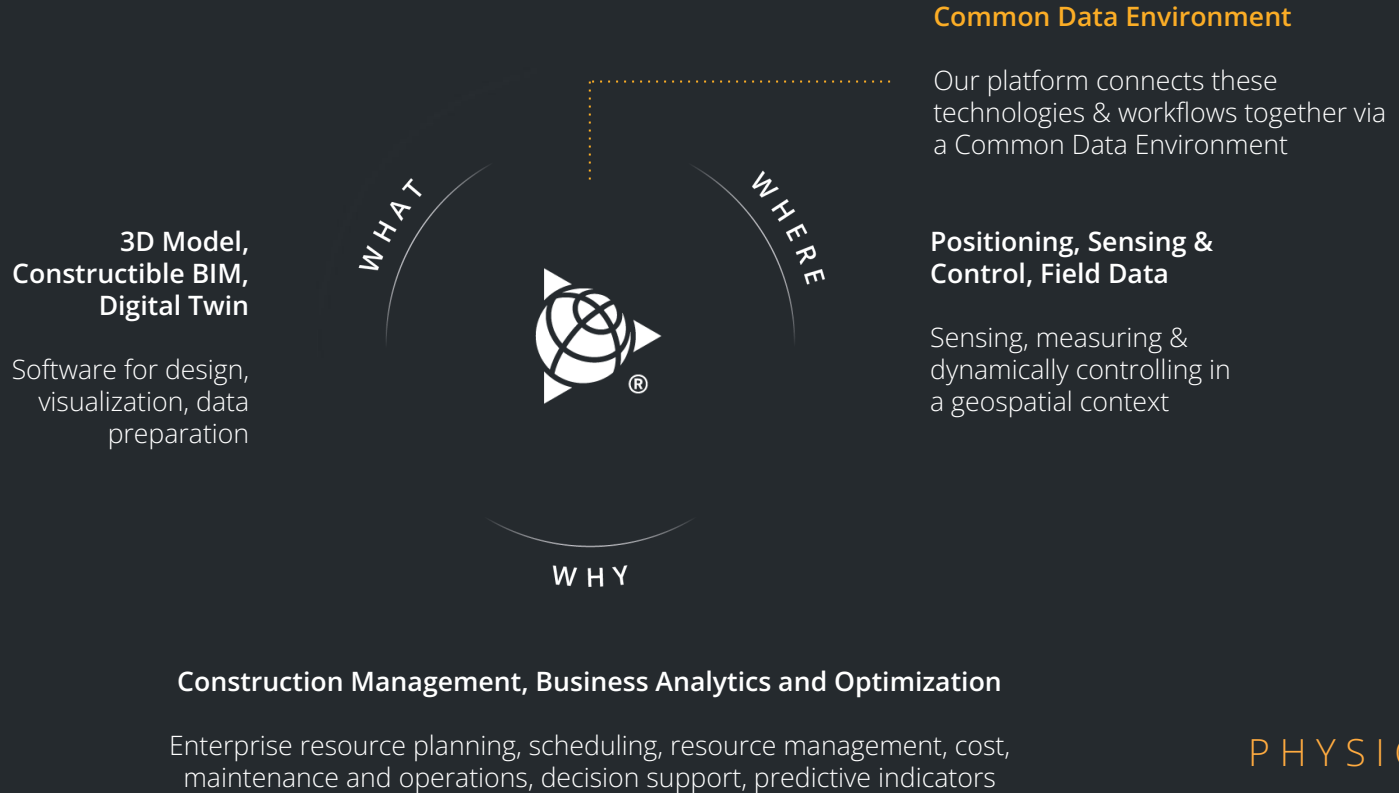 Common Data Environment
Our platform connects these
technologies & workflows together via
a Common Data Environment
WHAT
WHERE
3D Model,
Constructible BIM,
Digital Twin
Software for design,
visualization, data
preparation
Positioning, Sensing &
Control, Field Data
Sensing, measuring &
dynamically controlling in
a geospatial context
®
WHY
Construction Management, Business Analytics and Optimization
Enterprise resource planning, scheduling, resource management, cost,
maintenance and operations, decision support, predictive indicators